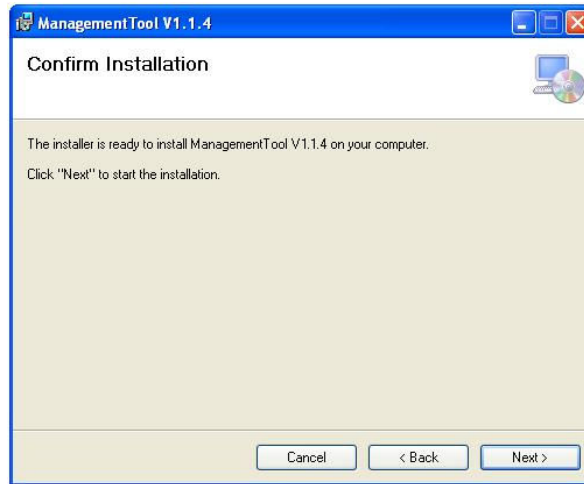 ManagementTool V1.1.4
Confirm Installation
The installer is ready to install ManagementTool V1.1.4 on your computer.
Click "Next" to start the installation.
Cancel
< Back
Next >